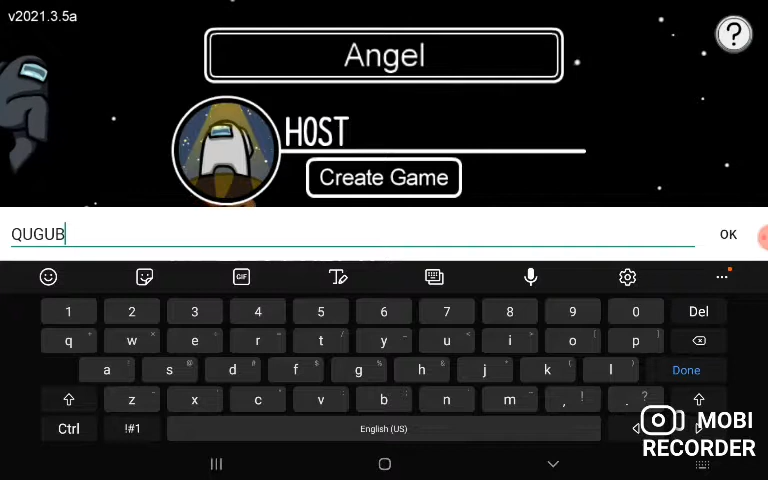 v2021.3.5a
?
Angel
HOST
Create Game
QUGUB
OK
GIF
1 2 3 4 5 6 7 8 9 0 Del
q w e r t y u i o p
a s d f g h j k l Done
z x c v b n m , ! . ?
Ctrl !#1 English (US)
MOBI
RECORDER